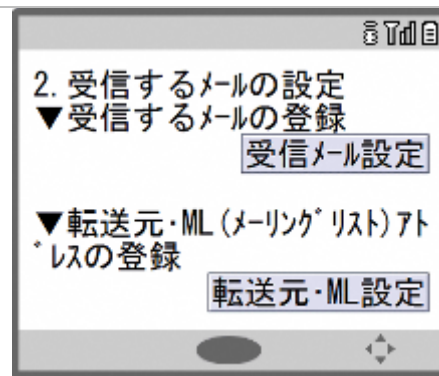 2. 受信するﾒｰﾙの設定
▼受信するﾒｰﾙの登録
受信ﾒｰﾙ設定
▼転送元･ML(ﾒｰﾘﾝｸﾞﾘｽﾄ)ｱﾄ
ﾞﾚｽの登録
転送元･ML設定